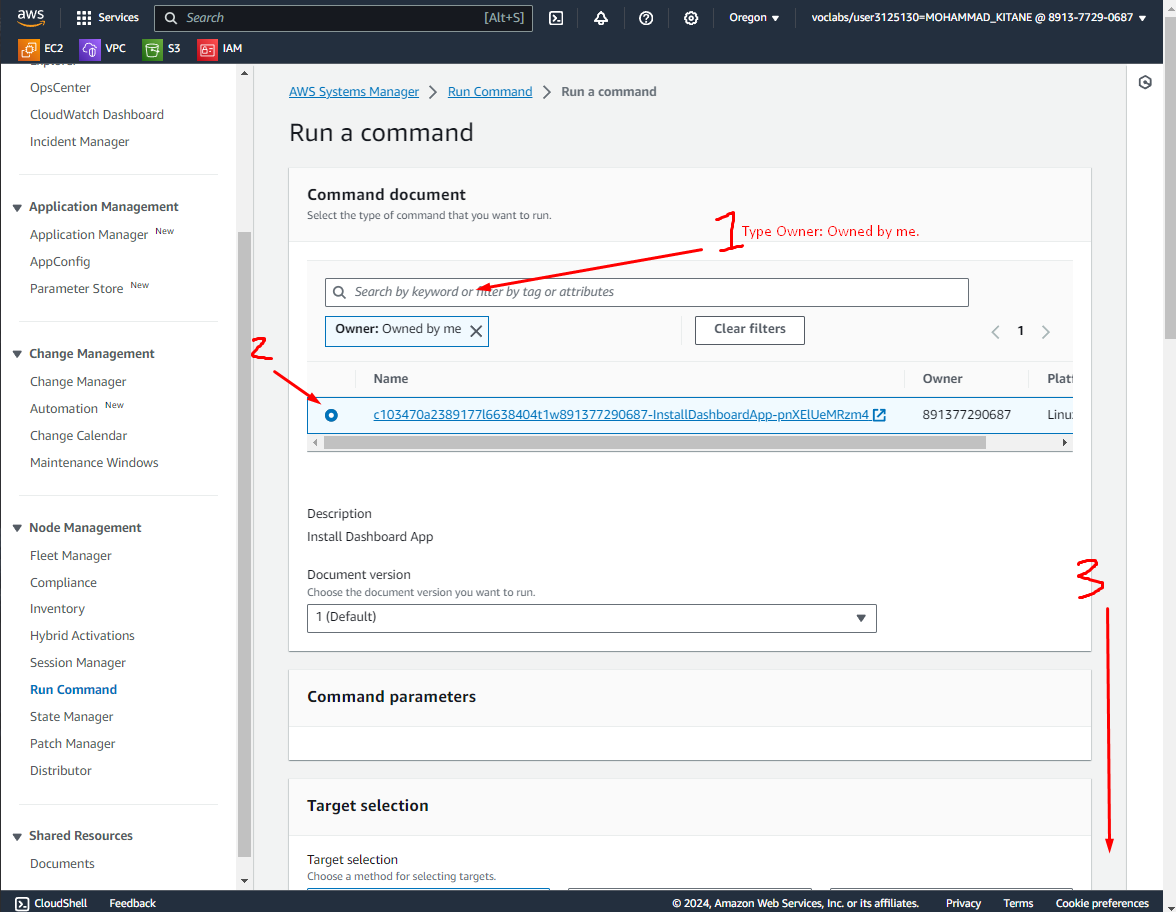 aws
Services
Search
[Alt+S]
Oregon
voclabs/user3125130=MOHAMMAD_KITANE @ 8913-7729-0687
EC2
VPC
S3
IAM
Explorer
OpsCenter
CloudWatch Dashboard
Incident Manager
Application Management
Application Manager New
AppConfig
Parameter Store New
Change Management
Change Manager
Automation New
Change Calendar
Maintenance Windows
Node Management
Fleet Manager
Compliance
Inventory
Hybrid Activations
Session Manager
Run Command
State Manager
Patch Manager
Distributor
Shared Resources
Documents
AWS Systems Manager
Run Command
Run a command
Run a command
Command document
Select the type of command that you want to run.
1
Type Owner: Owned by me.
Search by keyword or filter by tag or attributes
Owner: Owned by me
Clear filters
1
2
Name
Owner
Platf
c103470a2389177l6638404t1w891377290687-InstallDashboardApp-pnXElUeMRzm4
891377290687
Linux
Description
Install Dashboard App
Document version
Choose the document version you want to run.
1 (Default)
3
Command parameters
Target selection
Target selection
Choose a method for selecting targets.
CloudShell
Feedback
© 2024, Amazon Web Services, Inc. or its affiliates.
Privacy
Terms
Cookie preferences